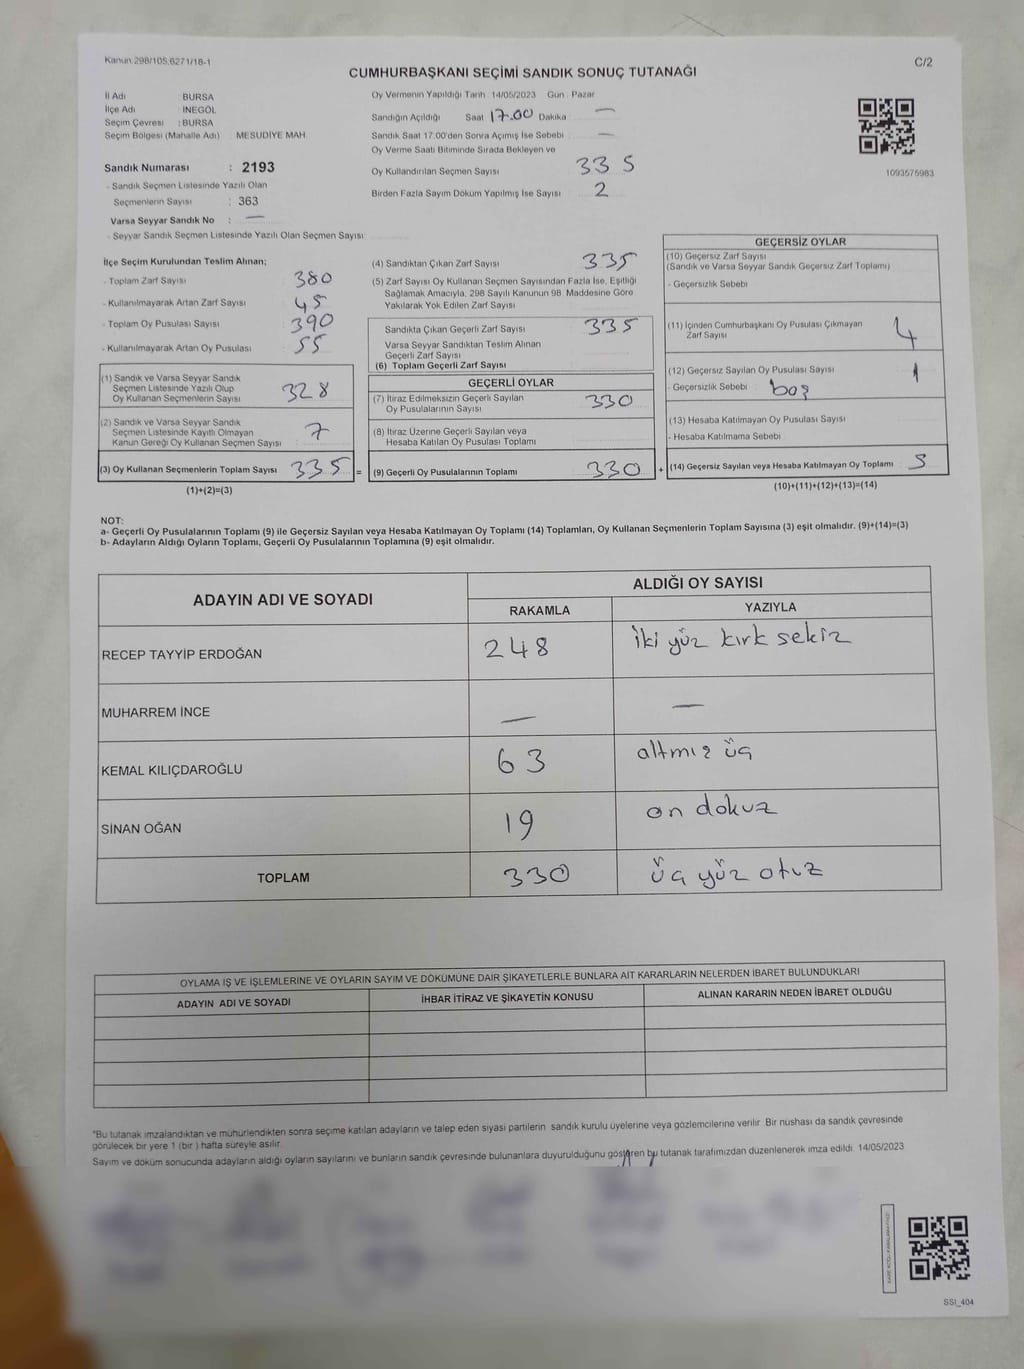 Kanun 298/105,6271/18-1
C/2
CUMHURBAŞKANI SEÇİMİ SANDIK SONUÇ TUTANAĞI
İl Adı : BURSA
İlçe Adı : İNEGÖL
Seçim Çevresi : BURSA
Seçim Bölgesi (Mahalle Adı) MESUDİYE MAH.
Sandık Numarası : 2193
- Sandık Seçmen Listesinde Yazılı Olan
Seçmenlerin Sayısı : 363
Varsa Seyyar Sandık No : —
- Seyyar Sandık Seçmen Listesinde Yazılı Olan Seçmen Sayısı
Oy Vermenin Yapıldığı Tarih : 14/05/2023 Gün : Pazar
Sandığın Açıldığı Saat 17.00 Dakika —
Sandık Saat 17:00'den Sonra Açımış İse Sebebi —
Oy Verme Saati Bitiminde Sırada Bekleyen ve
Oy Kullandırılan Seçmen Sayısı 335
Birden Fazla Sayım Döküm Yapılmış İse Sayısı 2
1093575983
İlçe Seçim Kurulundan Teslim Alınan;
- Toplam Zarf Sayısı 380
- Kullanılmayarak Artan Zarf Sayısı 45
- Toplam Oy Pusulası Sayısı 390
- Kullanılmayarak Artan Oy Pusulası 55
(1) Sandık ve Varsa Seyyar Sandık
Seçmen Listesinde Yazılı Olup
Oy Kullanan Seçmenlerin Sayısı 328
(2) Sandık ve Varsa Seyyar Sandık
Seçmen Listesinde Kayıtlı Olmayan
Kanun Gereği Oy Kullanan Seçmen Sayısı 7
(3) Oy Kullanan Seçmenlerin Toplam Sayısı 335 =
(1)+(2)=(3)
(4) Sandıktan Çıkan Zarf Sayısı 335
(5) Zarf Sayısı Oy Kullanan Seçmen Sayısından Fazla İse, Eşitliği
Sağlamak Amacıyla, 298 Sayılı Kanunun 98. Maddesine Göre
Yakılarak Yok Edilen Zarf Sayısı
Sandıkta Çıkan Geçerli Zarf Sayısı 335
Varsa Seyyar Sandıktan Teslim Alınan
Geçerli Zarf Sayısı
(6) Toplam Geçerli Zarf Sayısı
GEÇERLİ OYLAR
(7) İtiraz Edilmeksizin Geçerli Sayılan
Oy Pusulalarının Sayısı 330
(8) İtiraz Üzerine Geçerli Sayılan veya
Hesaba Katılan Oy Pusulası Toplamı
(9) Geçerli Oy Pusulalarının Toplamı 330 +
GEÇERSİZ OYLAR
(10) Geçersiz Zarf Sayısı
(Sandık ve Varsa Seyyar Sandık Geçersiz Zarf Toplamı)
- Geçersizlik Sebebi
(11) İçinden Cumhurbaşkanı Oy Pusulası Çıkmayan
Zarf Sayısı 4
(12) Geçersiz Sayılan Oy Pusulası Sayısı 1
- Geçersizlik Sebebi boş
(13) Hesaba Katılmayan Oy Pusulası Sayısı
- Hesaba Katılmama Sebebi
(14) Geçersiz Sayılan veya Hesaba Katılmayan Oy Toplamı 5
(10)+(11)+(12)+(13)=(14)
NOT:
a- Geçerli Oy Pusulalarının Toplamı (9) ile Geçersiz Sayılan veya Hesaba Katılmayan Oy Toplamı (14) Toplamları, Oy Kullanan Seçmenlerin Toplam Sayısına (3) eşit olmalıdır. (9)+(14)=(3)
b- Adayların Aldığı Oyların Toplamı, Geçerli Oy Pusulalarının Toplamına (9) eşit olmalıdır.
ADAYIN ADI VE SOYADI
ALDIĞI OY SAYISI
RAKAMLA YAZIYLA
RECEP TAYYİP ERDOĞAN 248 iki yüz kırk sekiz
MUHARREM İNCE — —
KEMAL KILIÇDAROĞLU 63 altmış üç
SİNAN OĞAN 19 on dokuz
TOPLAM 330 üç yüz otuz
OYLAMA İŞ VE İŞLEMLERİNE VE OYLARIN SAYIM VE DÖKÜMÜNE DAİR ŞİKAYETLERLE BUNLARA AİT KARARLARIN NELERDEN İBARET BULUNDUKLARI
ADAYIN ADI VE SOYADI İHBAR İTİRAZ VE ŞİKAYETİN KONUSU ALINAN KARARIN NEDEN İBARET OLDUĞU
"Bu tutanak imzalandıktan ve mühürlendikten sonra seçime katılan adayların ve talep eden siyasi partilerin sandık kurulu üyelerine veya gözlemcilerine verilir. Bir nüshası da sandık çevresinde
görülecek bir yere 1 (bir ) hafta süreyle asılır.
Sayım ve döküm sonucunda adayların aldığı oyların sayılarını ve bunların sandık çevresinde bulunanlara duyurulduğunu gösteren bu tutanak tarafımızdan düzenlenerek imza edildi. 14/05/2023
SSI_404